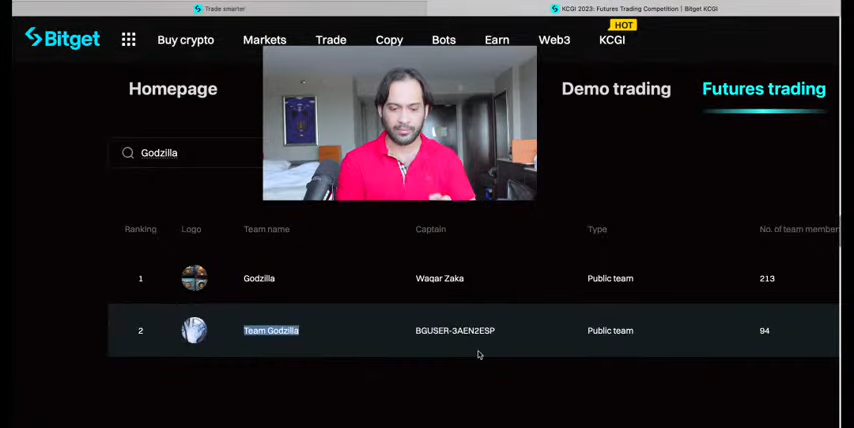 Trade smarter
KCGI 2023: Futures Trading Competition | Bitget KCGI
Bitget
Buy crypto
Markets
Trade
Copy
Bots
Earn
Web3
KCGI
HOT
Homepage
Demo trading
Futures trading
Godzilla
Ranking Logo Team name Captain Type No. of team member
1 Godzilla Waqar Zaka Public team 213
2 Team Godzilla BGUSER-3AEN2ESP Public team 94